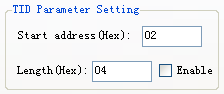 TID Parameter Setting
Start address(Hex): 02
Length(Hex): 04 Enable